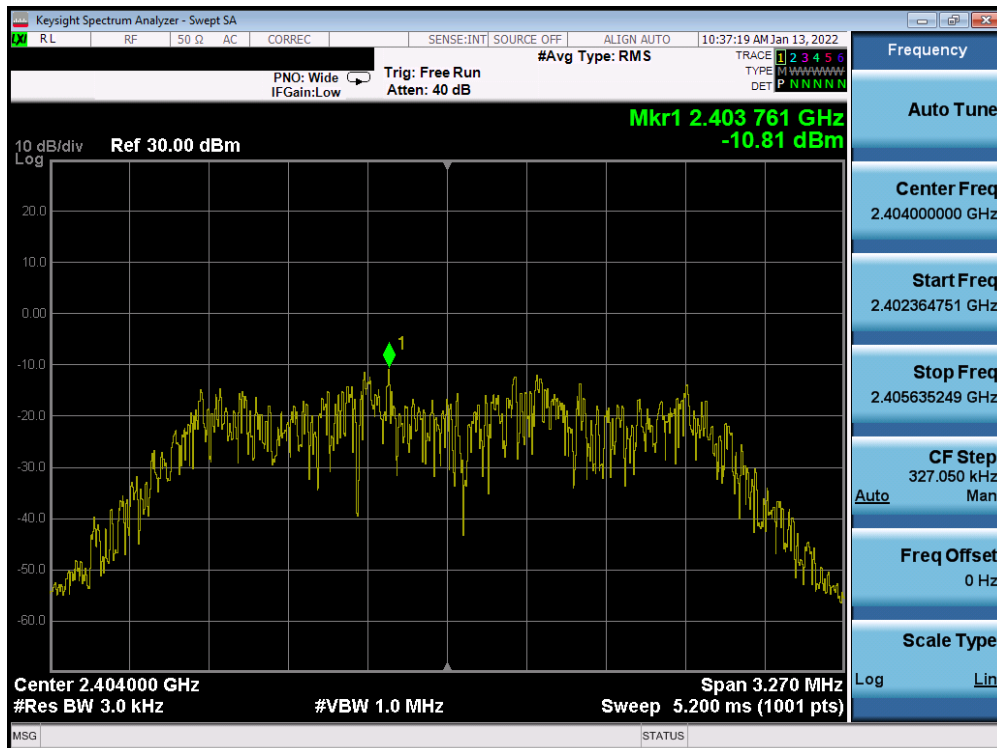 Keysight Spectrum Analyzer - Swept SA
LXI RL RF 50 Ω AC CORREC SENSE:INT SOURCE OFF ALIGN AUTO 10:37:19 AM Jan 13, 2022
Frequency
#Avg Type: RMS TRACE 1 2 3 4 5 6
PNO: Wide Trig: Free Run TYPE M W W W W W
IFGain:Low Atten: 40 dB DET P N N N N N
Auto Tune
Mkr1 2.403 761 GHz
-10.81 dBm
10 dB/div Ref 30.00 dBm
Log
1
20.0
10.0
0.00
-10.0
-20.0
-30.0
-40.0
-50.0
-60.0
Center Freq
2.404000000 GHz
Start Freq
2.402364751 GHz
Stop Freq
2.405635249 GHz
CF Step
327.050 kHz
Auto Man
Freq Offset
0 Hz
Scale Type
Log Lin
Center 2.404000 GHz Span 3.270 MHz
#Res BW 3.0 kHz #VBW 1.0 MHz Sweep 5.200 ms (1001 pts)
MSG STATUS